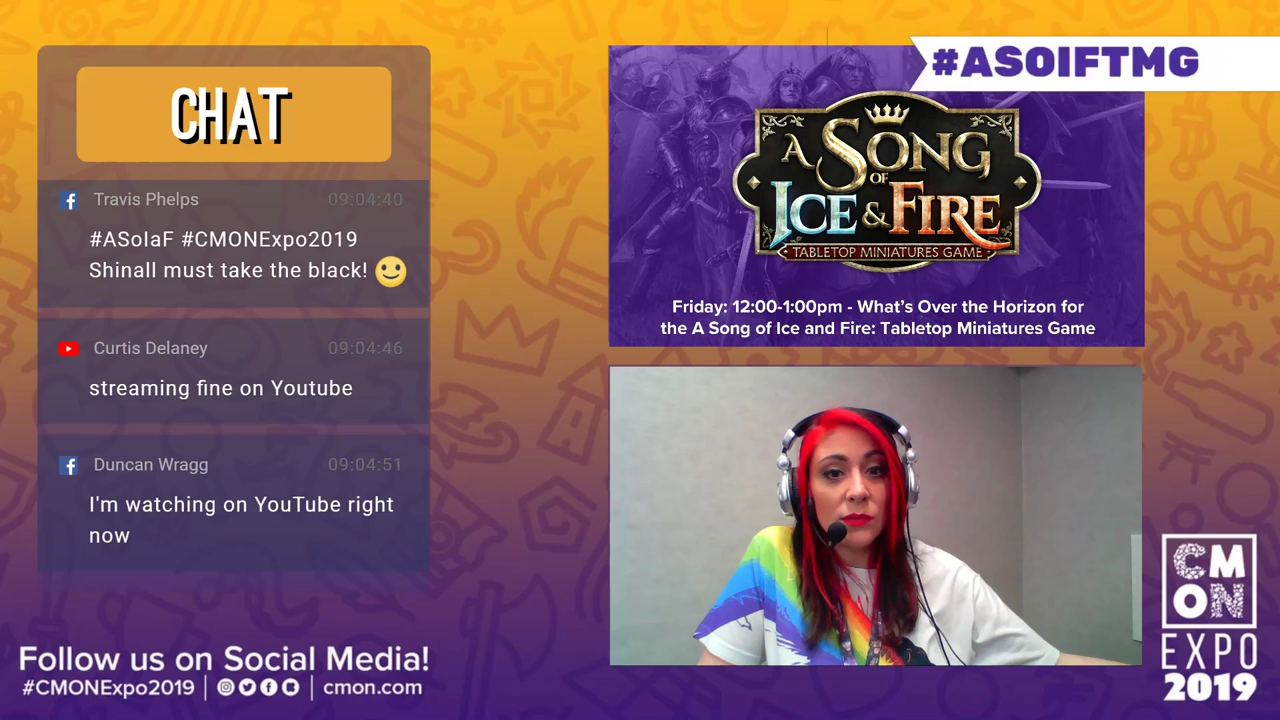 CHAT
Travis Phelps 09:04:40
#ASoIaF #CMONExpo2019
Shinall must take the black!
Curtis Delaney 09:04:46
streaming fine on Youtube
Duncan Wragg 09:04:51
I'm watching on YouTube right
now
Follow us on Social Media!
#CMONExpo2019 | | cmon.com
#ASOIFTMG
A SONG
OF
ICE & FIRE
TABLETOP MINIATURES GAME
Friday: 12:00-1:00pm - What's Over the Horizon for
the A Song of Ice and Fire: Tabletop Miniatures Game
CM
ON
EXPO
2019